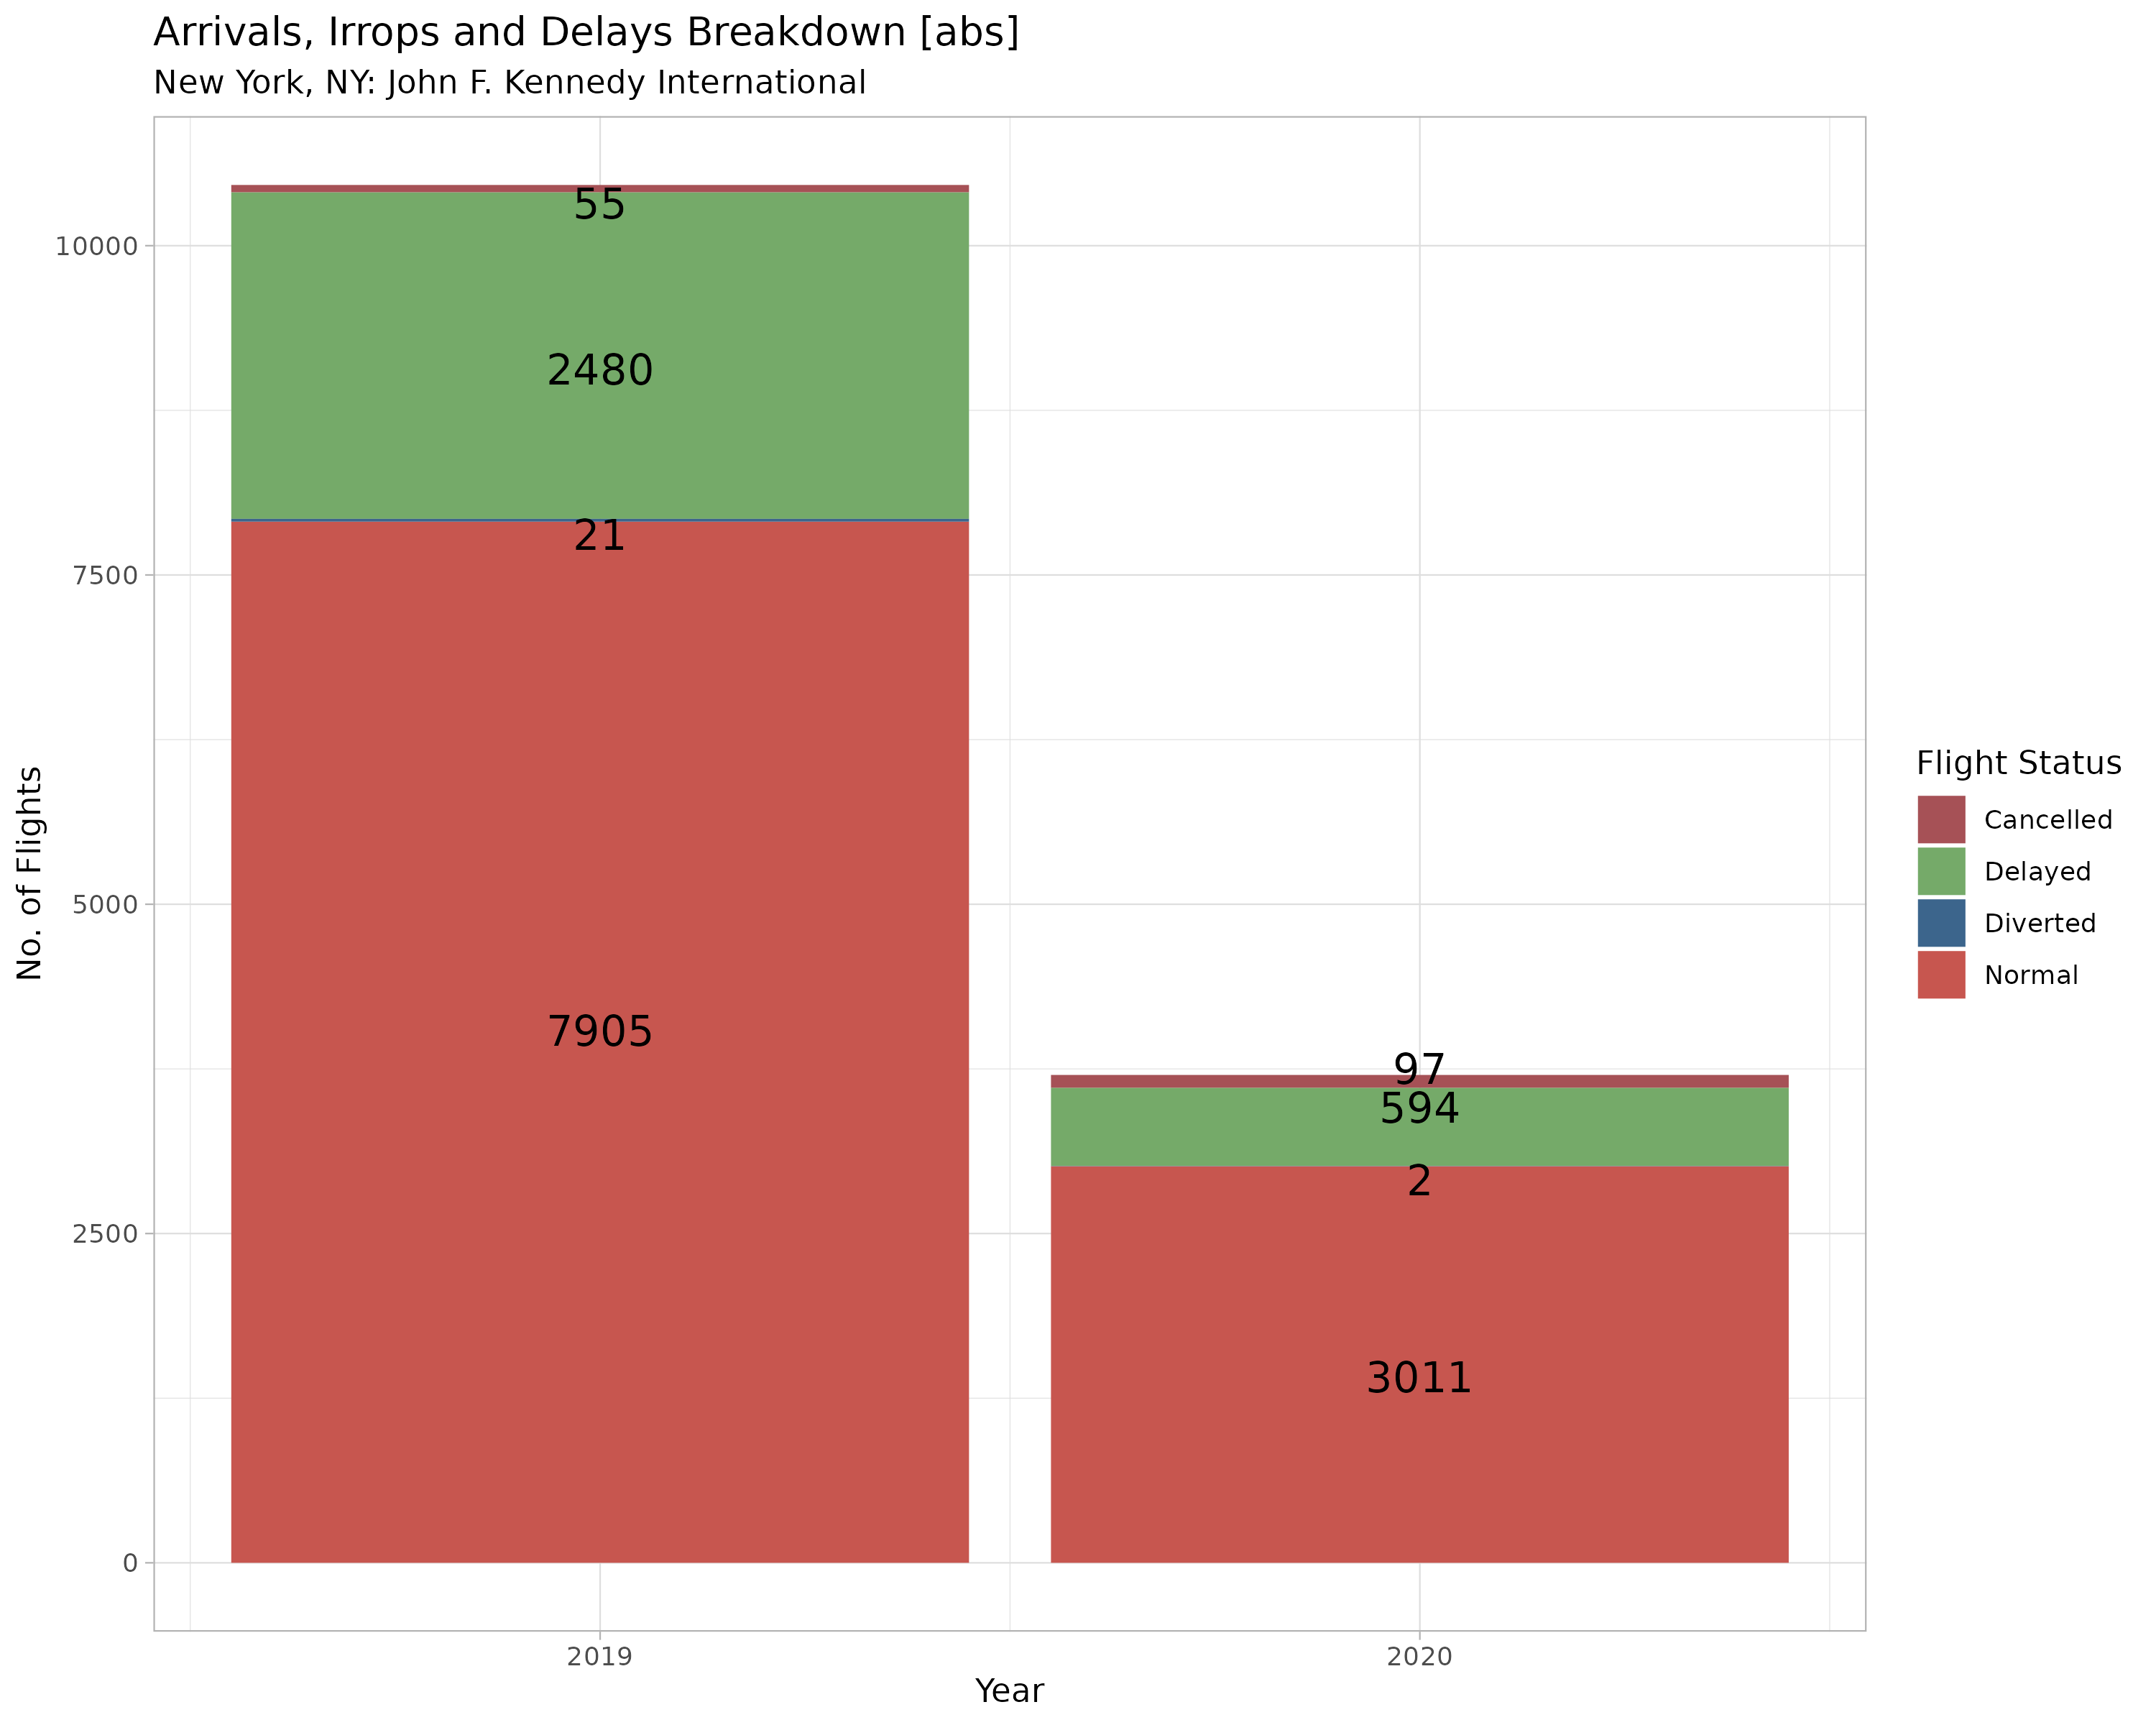 Arrivals, Irrops and Delays Breakdown [abs]
New York, NY: John F. Kennedy International
No. of Flights
10000
7500
5000
2500
0
55
2480
21
7905
97
594
2
3011
2019
2020
Year
Flight Status
Cancelled
Delayed
Diverted
Normal